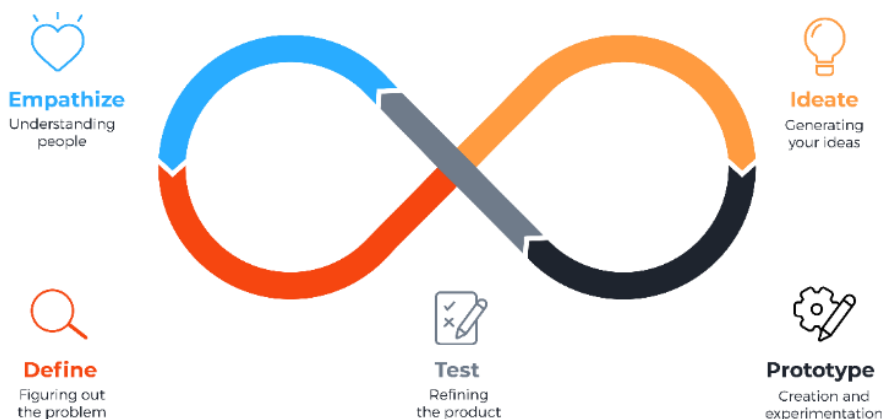 Empathize
Understanding
people
Ideate
Generating
your ideas
Define
Figuring out
the problem
Test
Refining
the product
Prototype
Creation and
experimentation